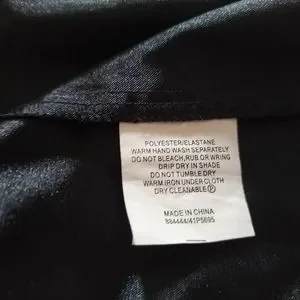 POLYESTER/ELASTANE
WARM HAND WASH SEPARATELY
DO NOT BLEACH,RUB OR WRING
DRIP DRY IN SHADE
DO NOT TUMBLE DRY
WARM IRON UNDER CLOTH
DRY CLEANABLE Ⓟ
MADE IN CHINA
884444/41P5695